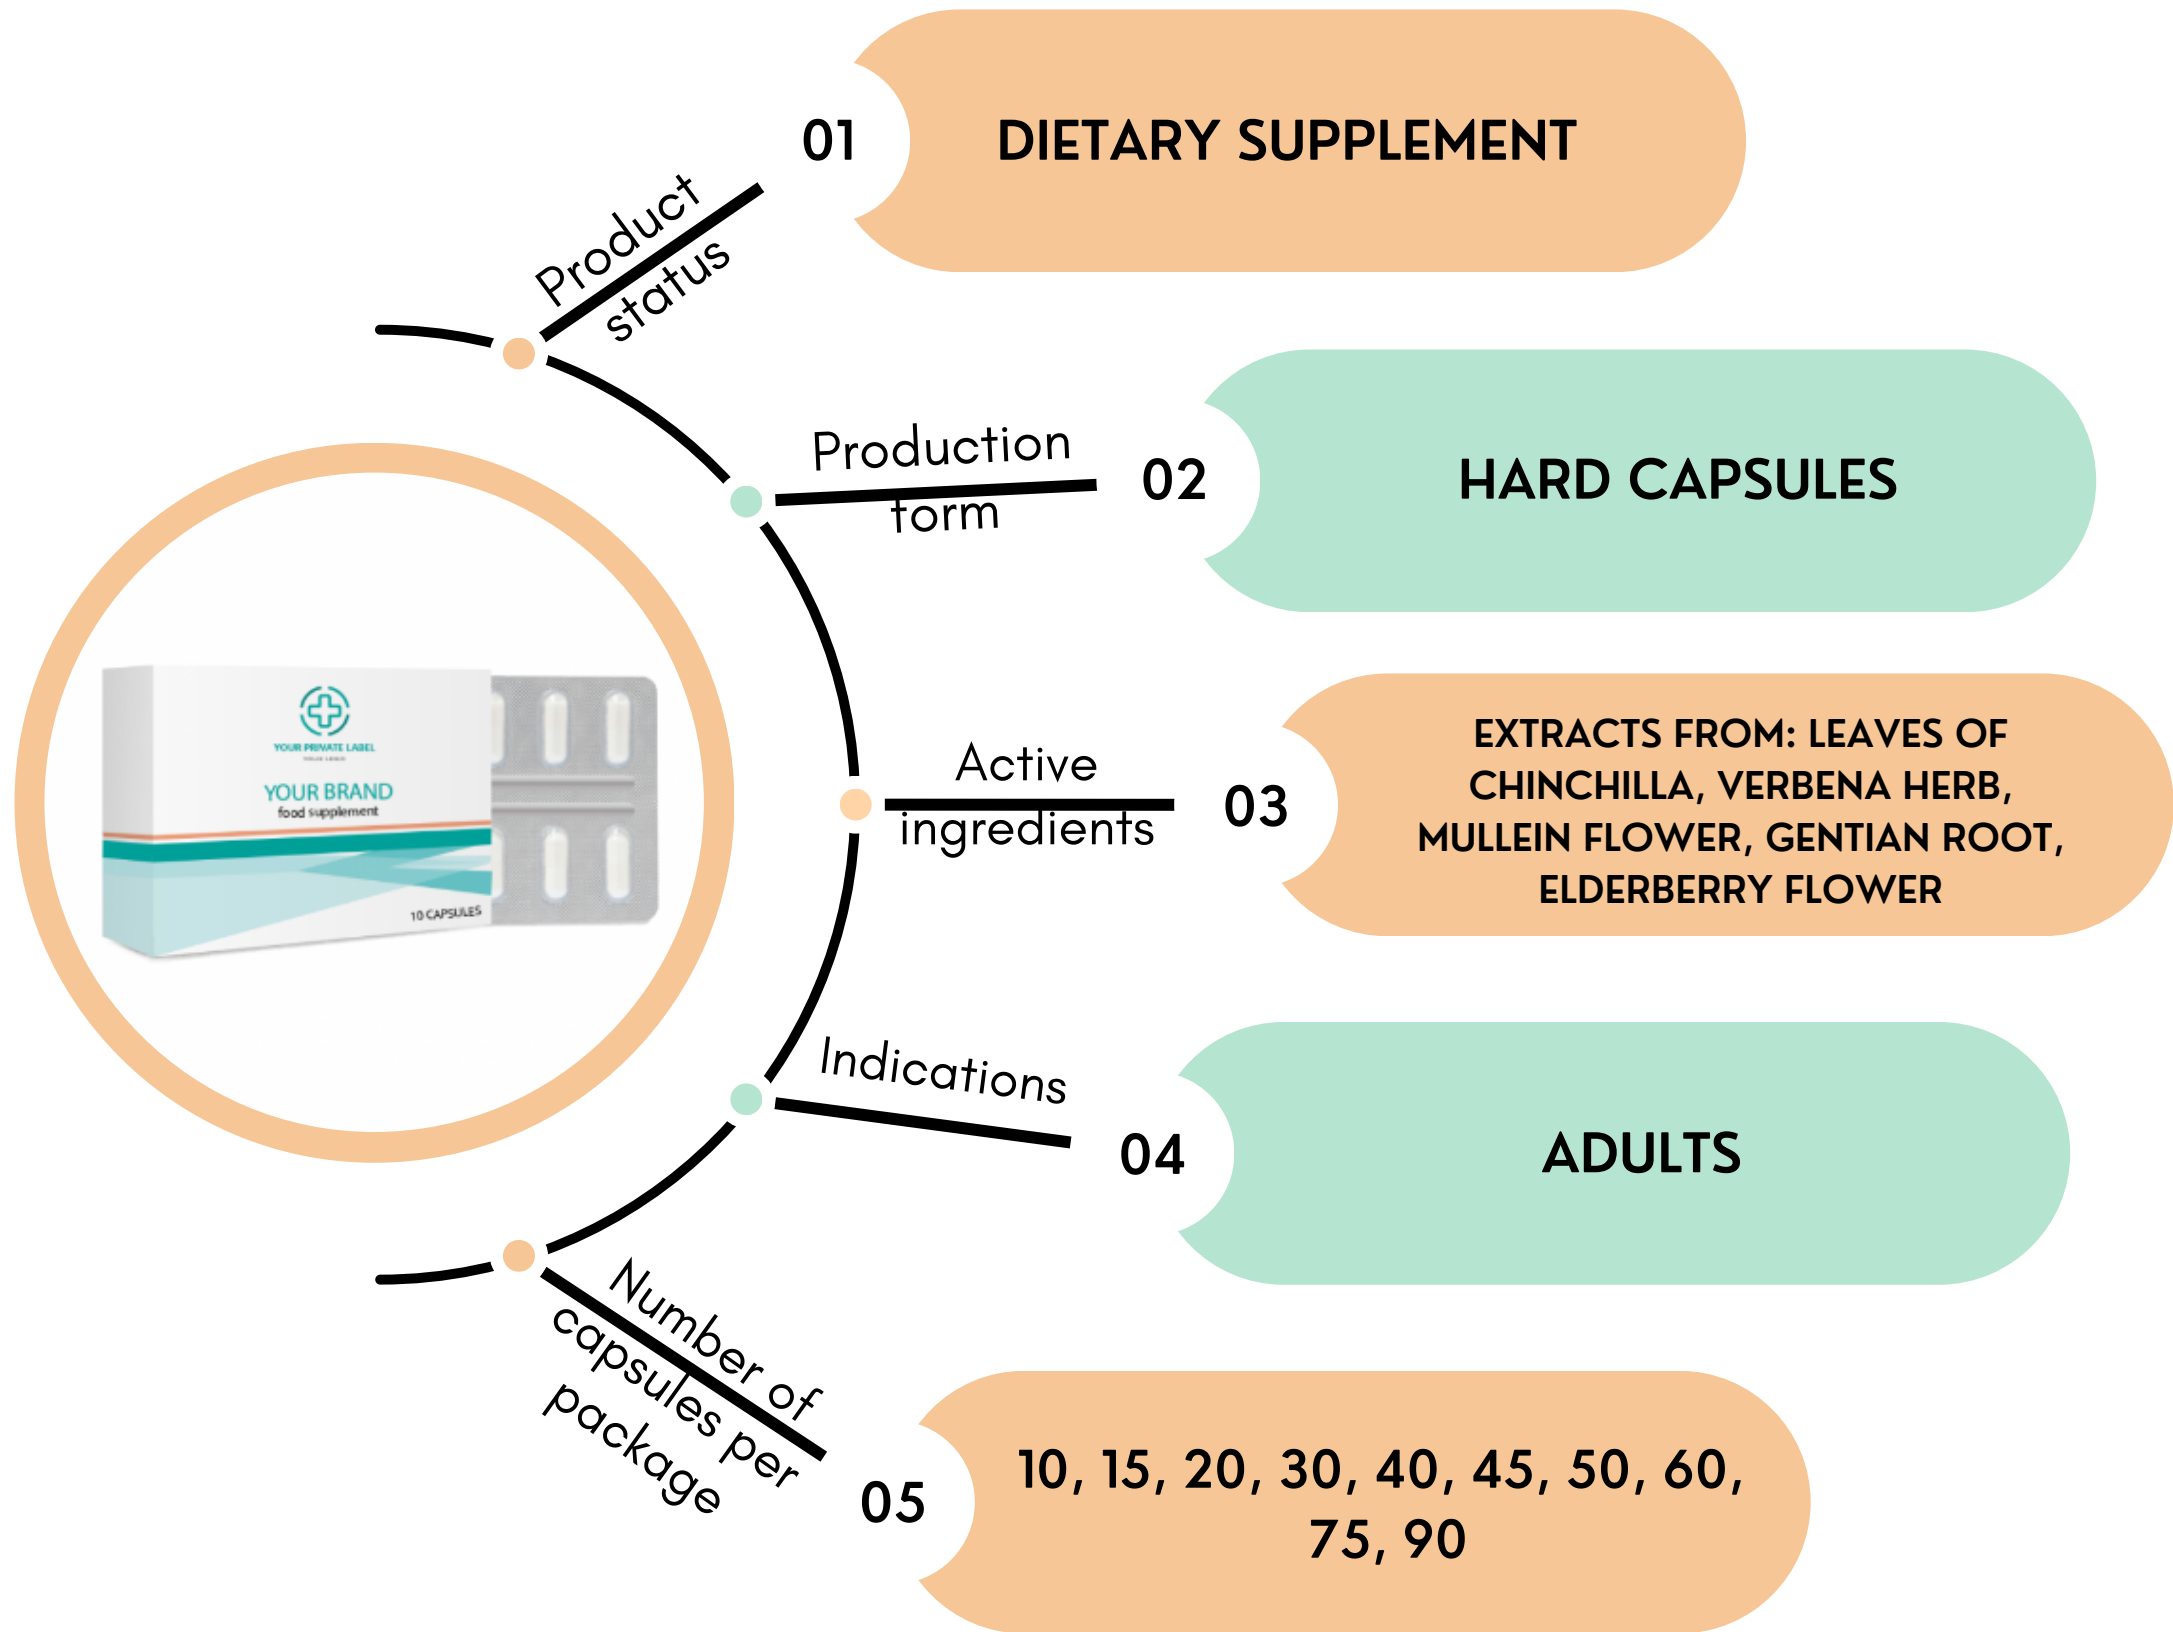 01
DIETARY SUPPLEMENT
Product
status
Production
form
02
HARD CAPSULES
YOUR PRIVATE LABEL
YOUR BRAND
food supplement
10 CAPSULES
Active
ingredients
03
EXTRACTS FROM: LEAVES OF
CHINCHILLA, VERBENA HERB,
MULLEIN FLOWER, GENTIAN ROOT,
ELDERBERRY FLOWER
Indications
04
ADULTS
Number of
capsules per
package
05
10, 15, 20, 30, 40, 45, 50, 60,
75, 90